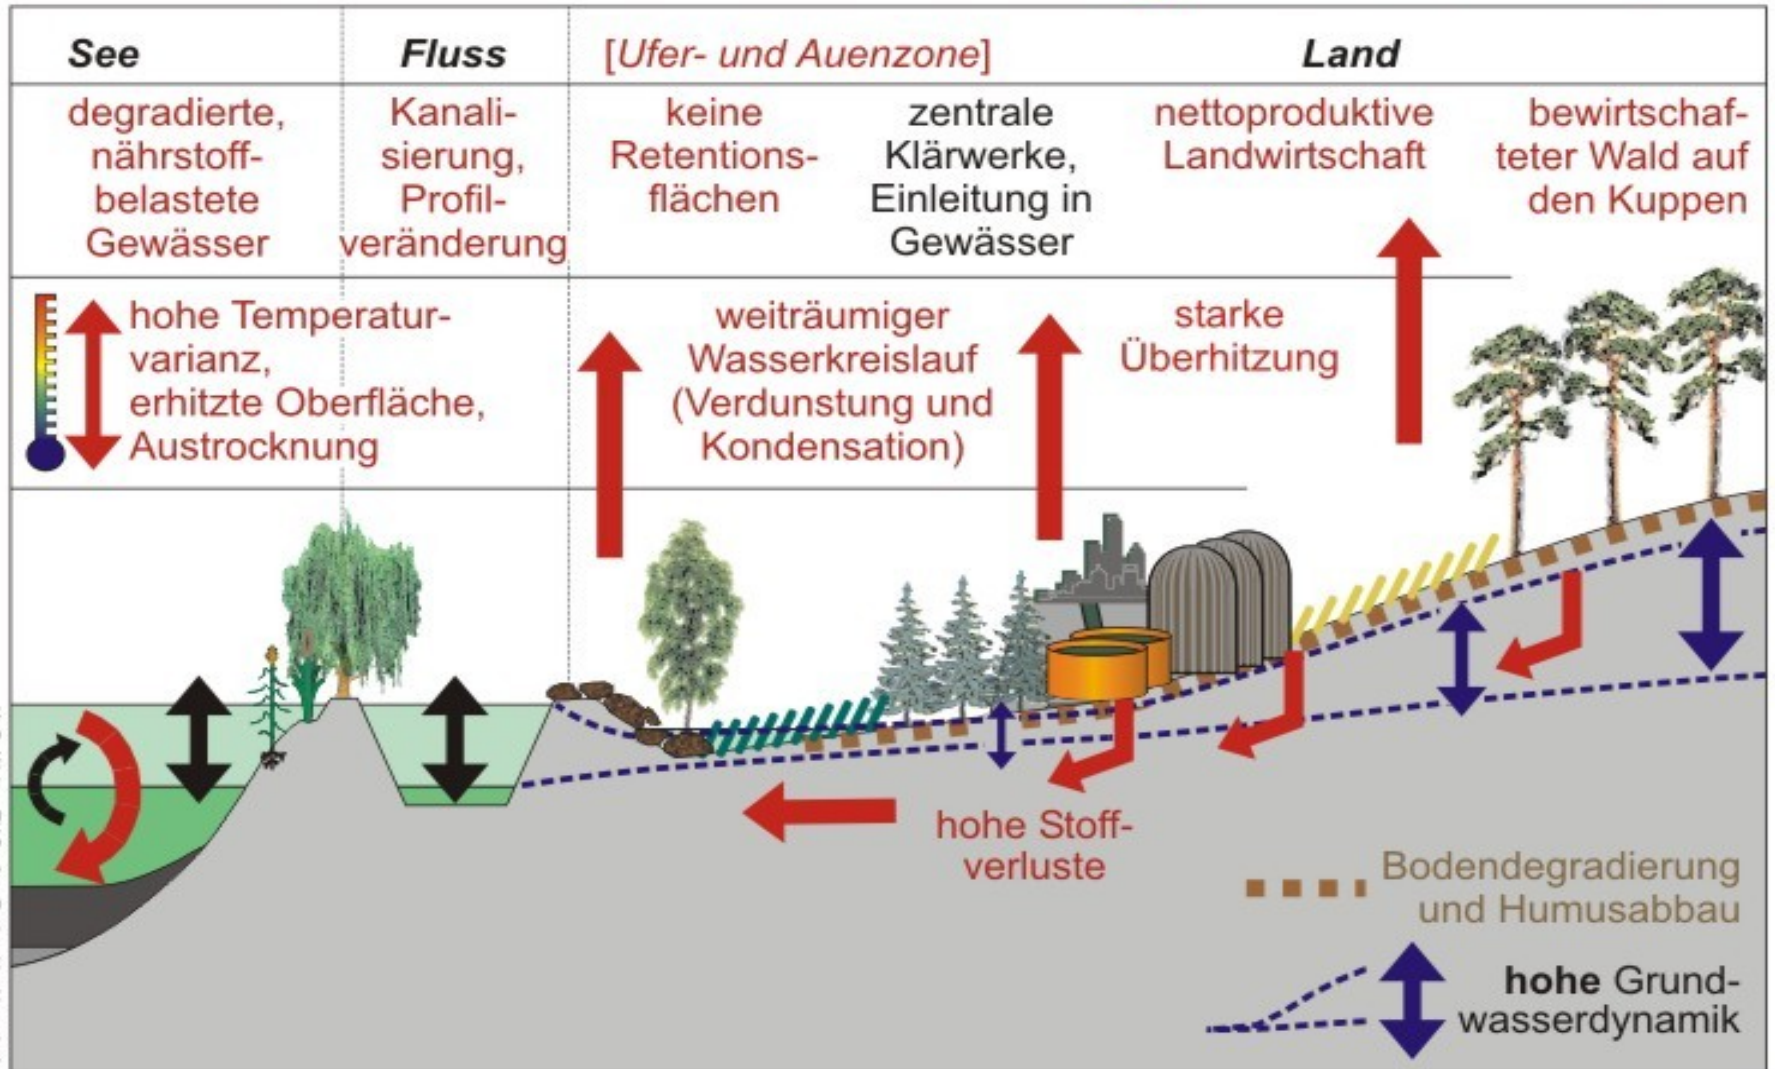 See
Fluss
[Ufer- und Auenzone]
Land
degradierte,
nährstoff-
belastete
Gewässer
Kanali-
sierung,
Profil-
veränderung
keine
Retentions-
flächen
zentrale
Klärwerke,
Einleitung in
Gewässer
nettoproduktive
Landwirtschaft
bewirtschaf-
teter Wald auf
den Kuppen
hohe Temperatur-
varianz,
erhitzte Oberfläche,
Austrocknung
weiträumiger
Wasserkreislauf
(Verdunstung und
Kondensation)
starke
Überhitzung
hohe Stoff-
verluste
Bodendegradierung
und Humusabbau
hohe Grund-
wasserdynamik